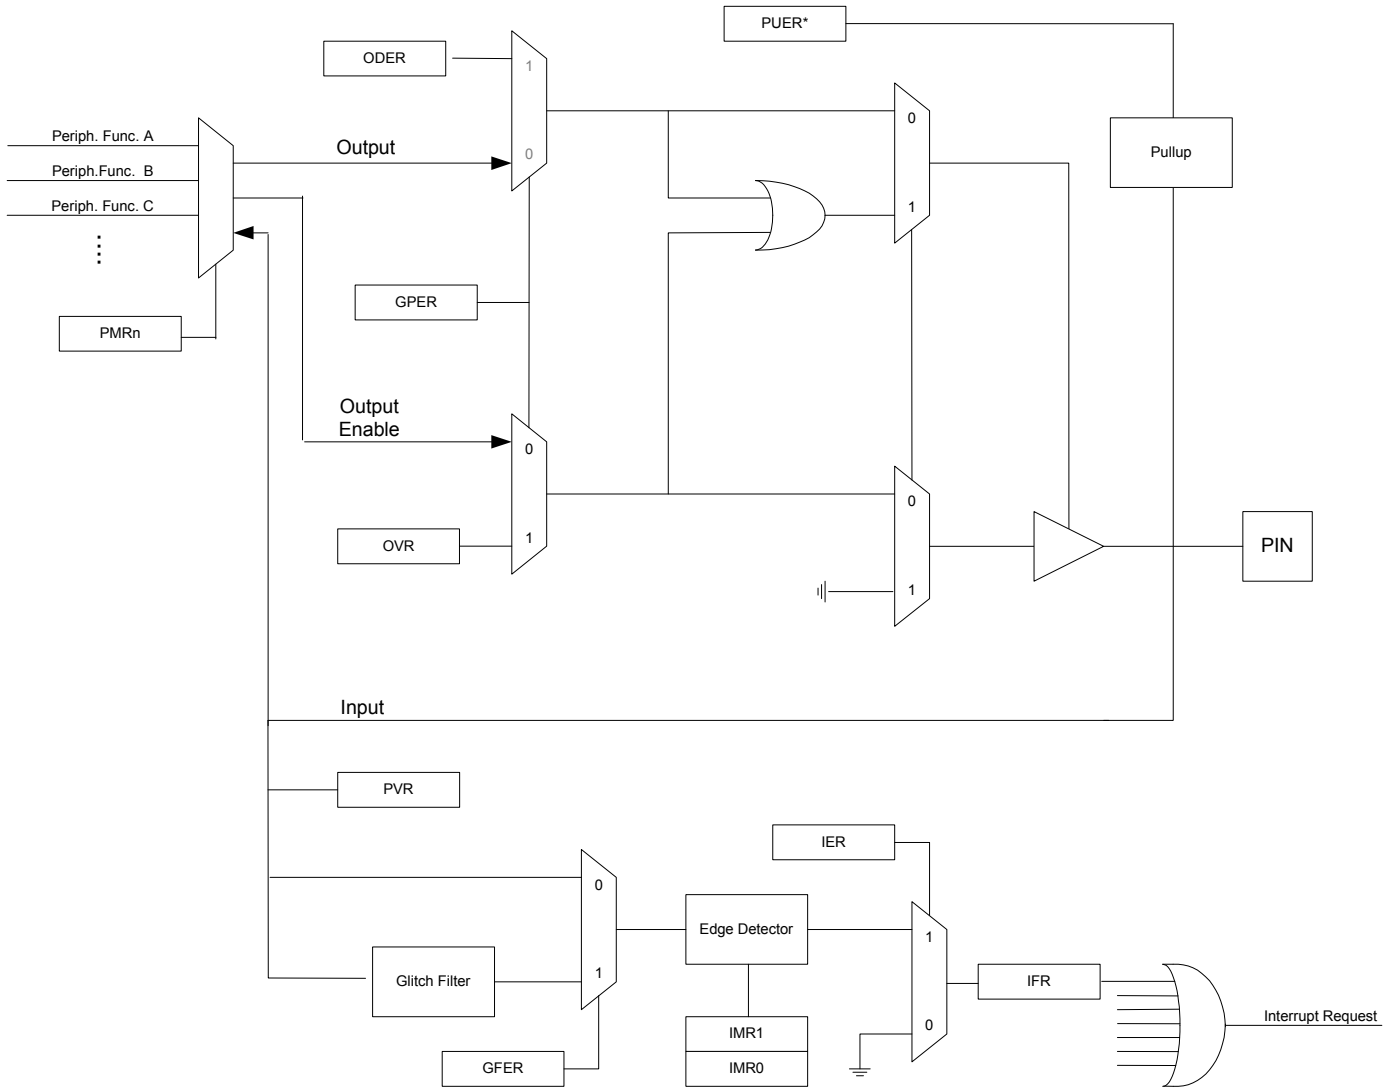 PUER*
ODER
1
0
Periph. Func. A
Output
0
Pullup
Periph.Func. B
Periph. Func. C
1
GPER
PMRn
Output
Enable
0
0
OVR
1
PIN
1
Input
PVR
IER
0
Edge Detector
1
Glitch Filter
1
IFR
0
Interrupt Request
IMR1
GFER
IMR0